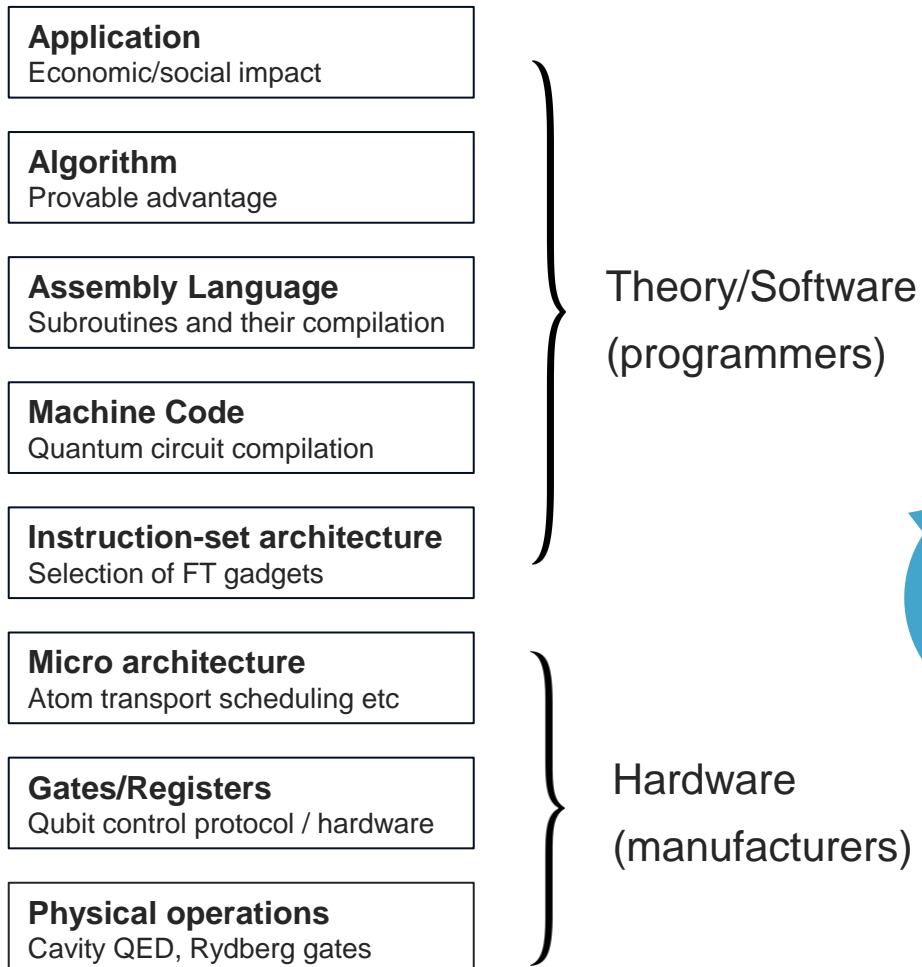 Application
Economic/social impact
Algorithm
Provable advantage
Assembly Language
Subroutines and their compilation
Machine Code
Quantum circuit compilation
Instruction-set architecture
Selection of FT gadgets
Theory/Software
(programmers)
Micro architecture
Atom transport scheduling etc
Gates/Registers
Qubit control protocol / hardware
Physical operations
Cavity QED, Rydberg gates
Hardware
(manufacturers)